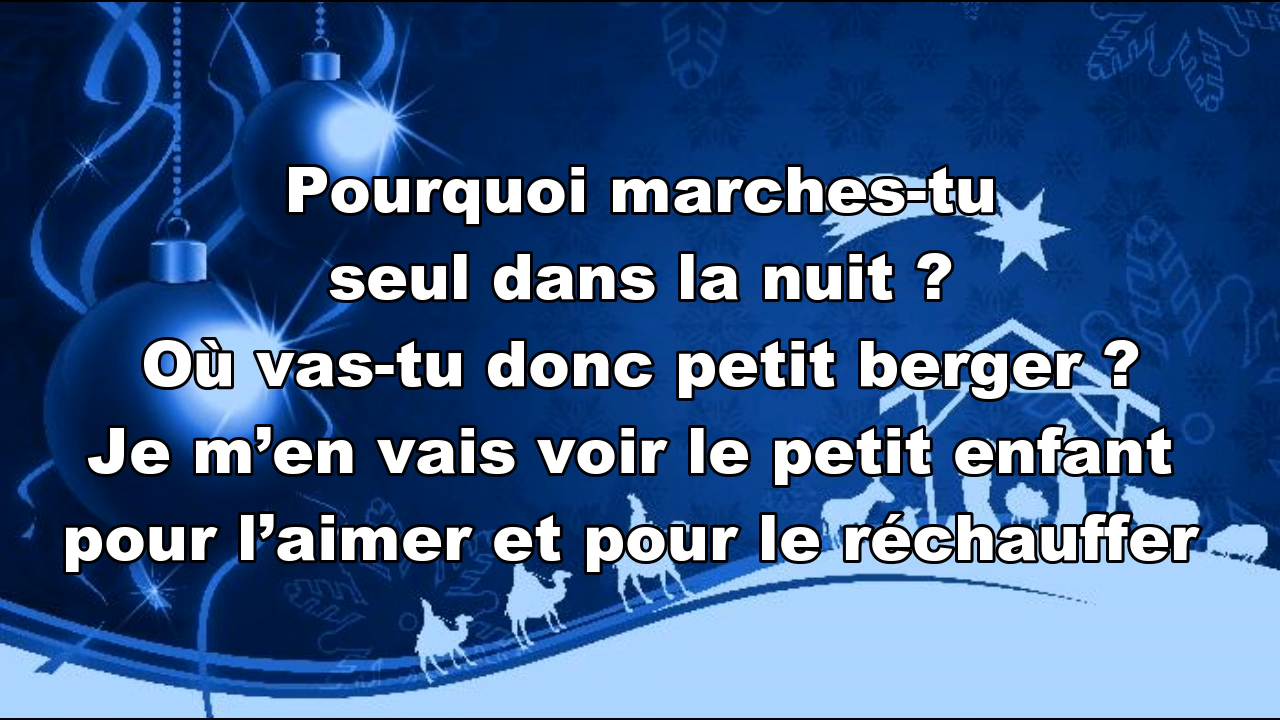 Pourquoi marches-tu
seul dans la nuit ?
Où vas-tu donc petit berger ?
Je m’en vais voir le petit enfant
pour l’aimer et pour le réchauffer